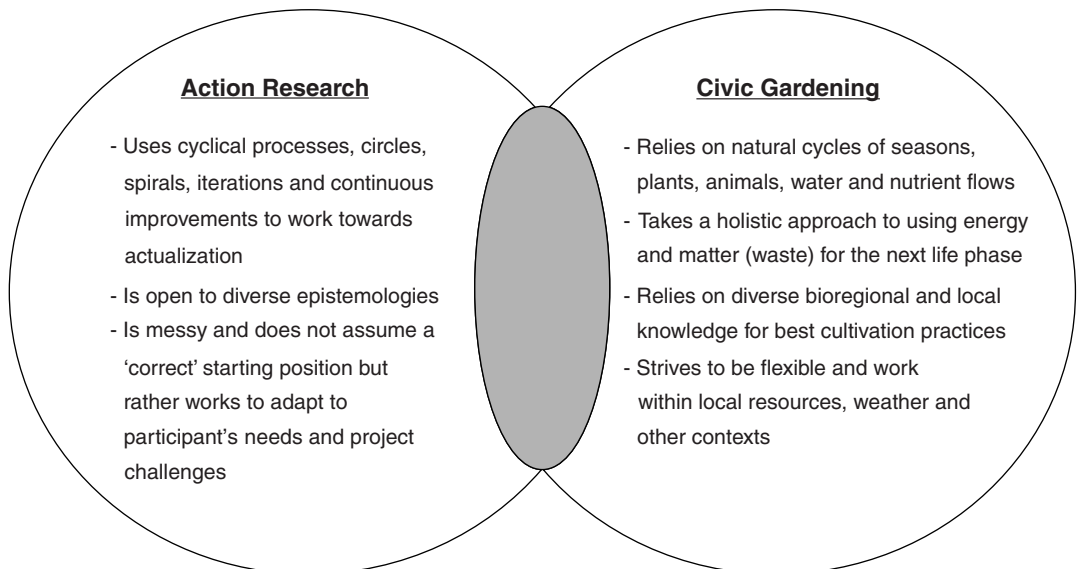 Action Research
- Uses cyclical processes, circles,
spirals, iterations and continuous
improvements to work towards
actualization
- Is open to diverse epistemologies
- Is messy and does not assume a
‘correct’ starting position but
rather works to adapt to
participant’s needs and project
challenges
Civic Gardening
- Relies on natural cycles of seasons,
plants, animals, water and nutrient flows
- Takes a holistic approach to using energy
and matter (waste) for the next life phase
- Relies on diverse bioregional and local
knowledge for best cultivation practices
- Strives to be flexible and work
within local resources, weather and
other contexts